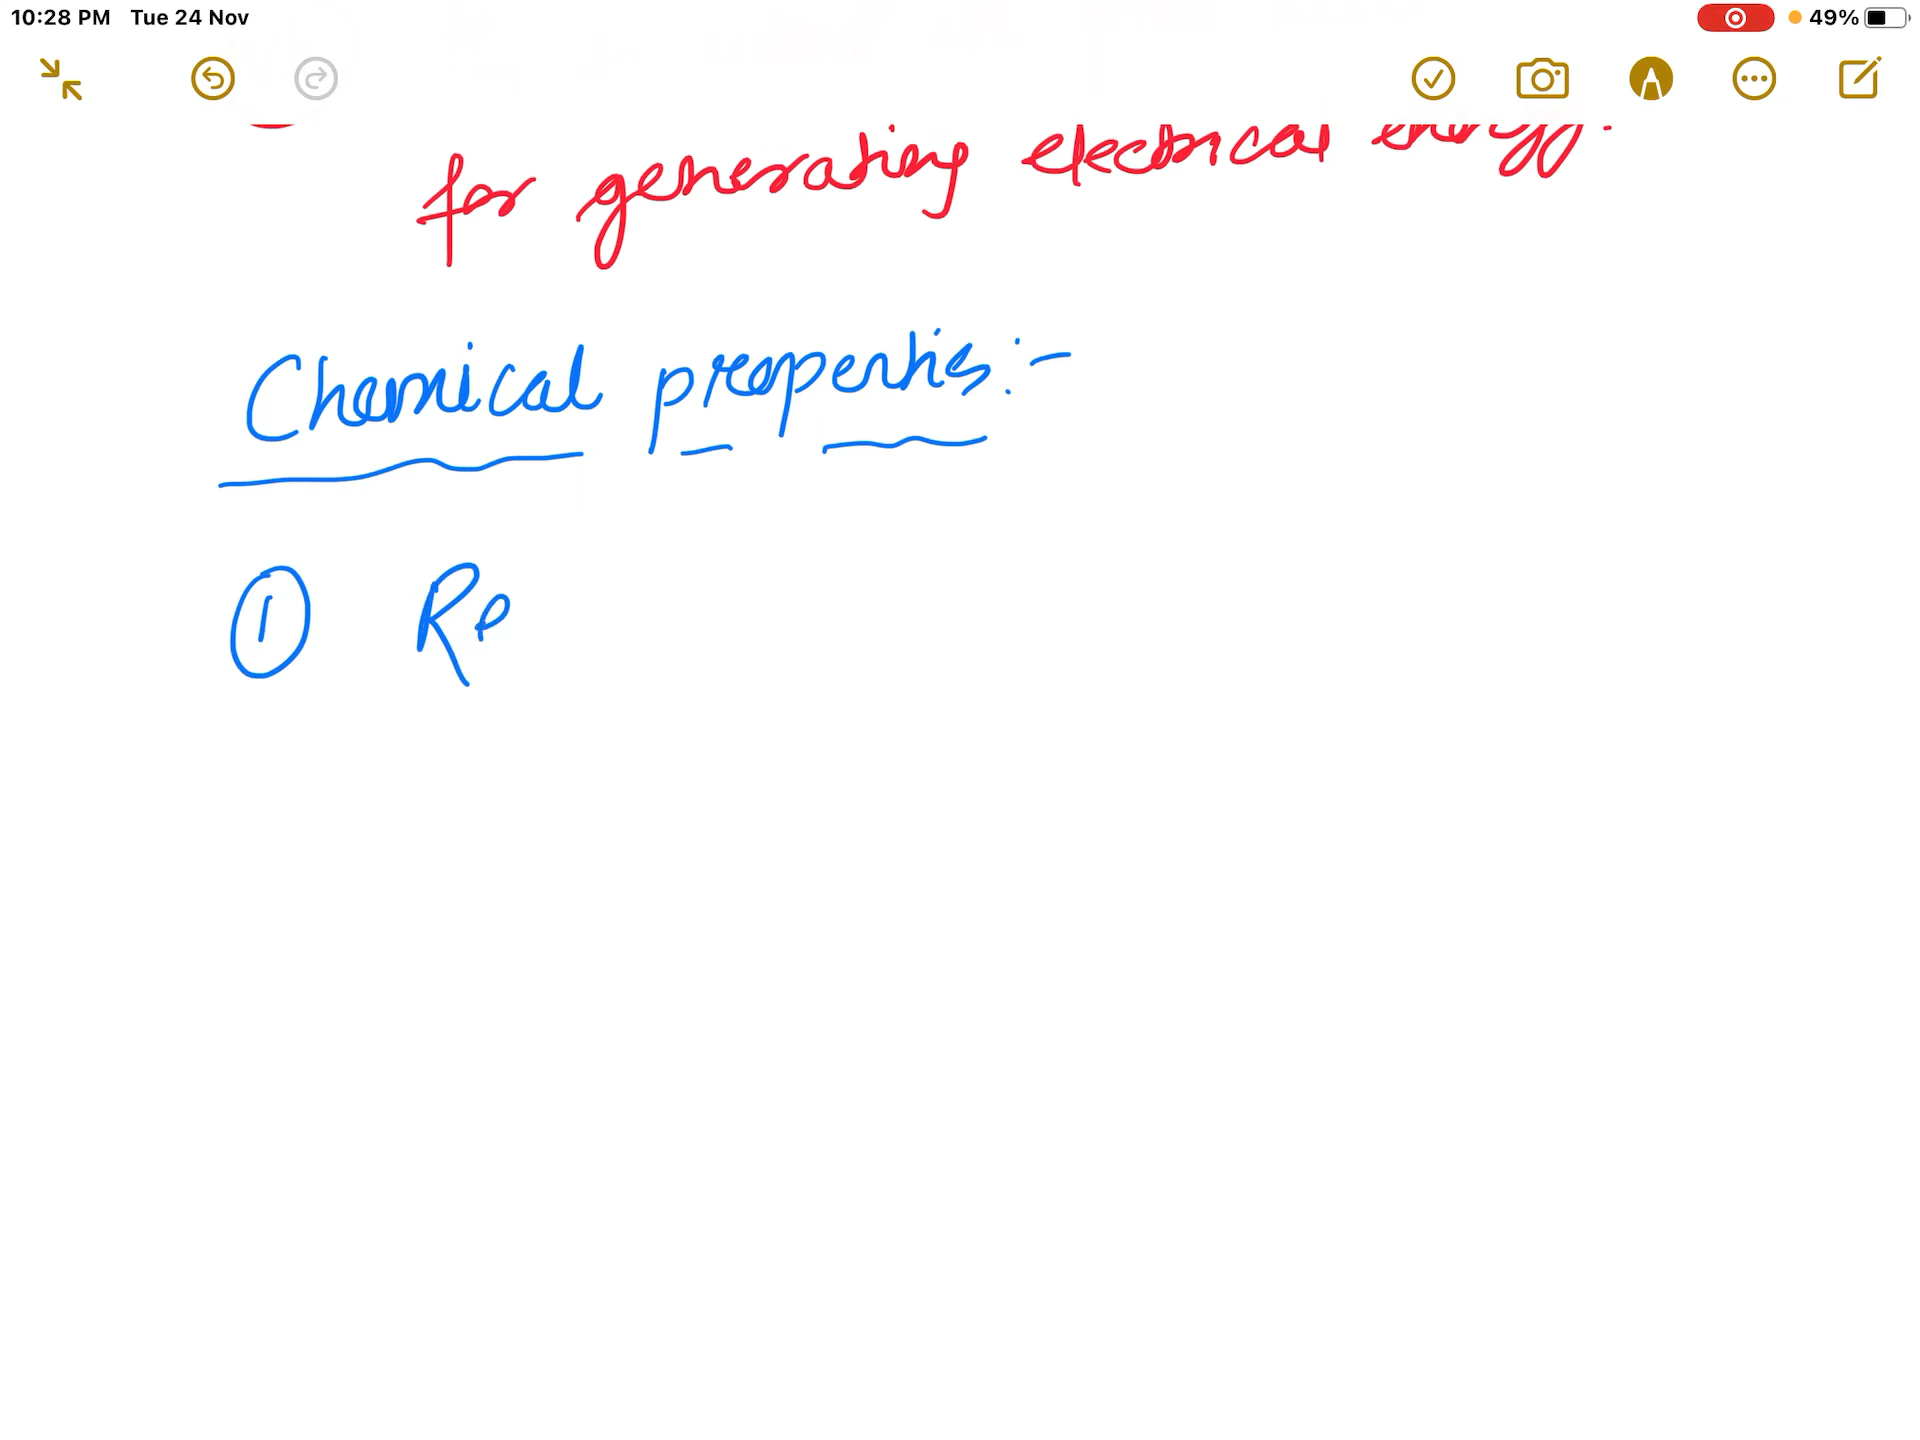 10:28 PM Tue 24 Nov 49%
for generating electrical energy.
Chemical properties:-
① Re